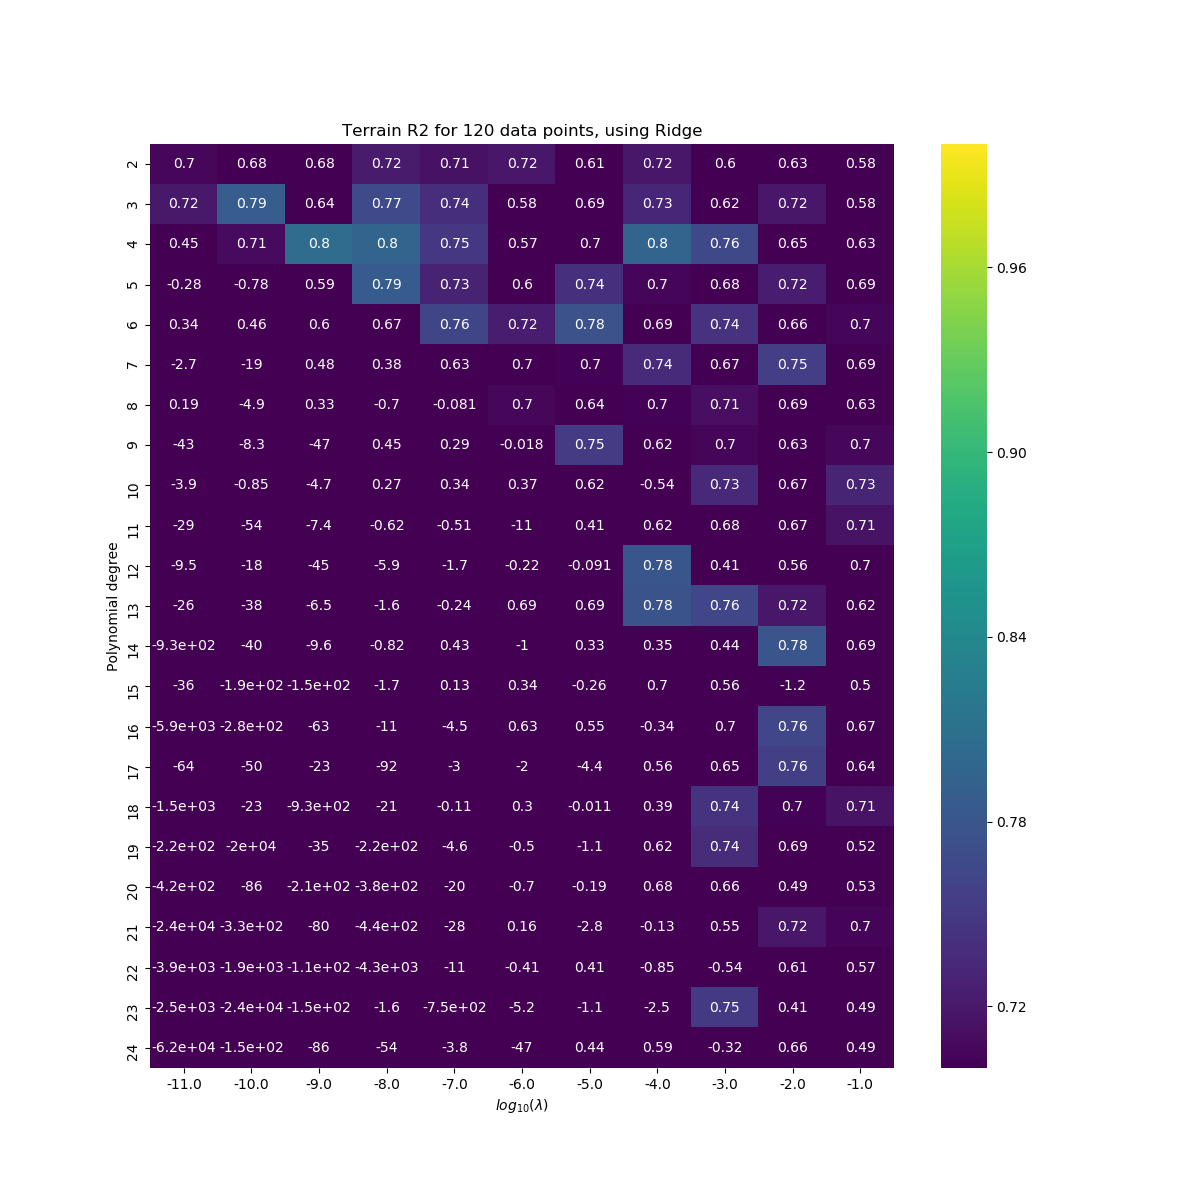 Terrain R2 for 120 data points, using Ridge
2 0.7 0.68 0.68 0.72 0.71 0.72 0.61 0.72 0.6 0.63 0.58
3 0.72 0.79 0.64 0.77 0.74 0.58 0.69 0.73 0.62 0.72 0.58
4 0.45 0.71 0.8 0.8 0.75 0.57 0.7 0.8 0.76 0.65 0.63
5 -0.28 -0.78 0.59 0.79 0.73 0.6 0.74 0.7 0.68 0.72 0.69
6 0.34 0.46 0.6 0.67 0.76 0.72 0.78 0.69 0.74 0.66 0.7
7 -2.7 -19 0.48 0.38 0.63 0.7 0.7 0.74 0.67 0.75 0.69
8 0.19 -4.9 0.33 -0.7 -0.081 0.7 0.64 0.7 0.71 0.69 0.63
9 -43 -8.3 -47 0.45 0.29 -0.018 0.75 0.62 0.7 0.63 0.7
10 -3.9 -0.85 -4.7 0.27 0.34 0.37 0.62 -0.54 0.73 0.67 0.73
11 -29 -54 -7.4 -0.62 -0.51 -11 0.41 0.62 0.68 0.67 0.71
12 -9.5 -18 -45 -5.9 -1.7 -0.22 -0.091 0.78 0.41 0.56 0.7
13 -26 -38 -6.5 -1.6 -0.24 0.69 0.69 0.78 0.76 0.72 0.62
14 -9.3e+02 -40 -9.6 -0.82 0.43 -1 0.33 0.35 0.44 0.78 0.69
15 -36 -1.9e+02 -1.5e+02 -1.7 0.13 0.34 -0.26 0.7 0.56 -1.2 0.5
16 -5.9e+03 -2.8e+02 -63 -11 -4.5 0.63 0.55 -0.34 0.7 0.76 0.67
17 -64 -50 -23 -92 -3 -2 -4.4 0.56 0.65 0.76 0.64
18 -1.5e+03 -23 -9.3e+02 -21 -0.11 0.3 -0.011 0.39 0.74 0.7 0.71
19 -2.2e+02 -2e+04 -35 -2.2e+02 -4.6 -0.5 -1.1 0.62 0.74 0.69 0.52
20 -4.2e+02 -86 -2.1e+02 -3.8e+02 -20 -0.7 -0.19 0.68 0.66 0.49 0.53
21 -2.4e+04 -3.3e+02 -80 -4.4e+02 -28 0.16 -2.8 -0.13 0.55 0.72 0.7
22 -3.9e+03 -1.9e+03 -1.1e+02 -4.3e+03 -11 -0.41 0.41 -0.85 -0.54 0.61 0.57
23 -2.5e+03 -2.4e+04 -1.5e+02 -1.6 -7.5e+02 -5.2 -1.1 -2.5 0.75 0.41 0.49
24 -6.2e+04 -1.5e+02 -86 -54 -3.8 -47 0.44 0.59 -0.32 0.66 0.49
-11.0 -10.0 -9.0 -8.0 -7.0 -6.0 -5.0 -4.0 -3.0 -2.0 -1.0
log₁₀(λ)
Polynomial degree
0.96
0.90
0.84
0.78
0.72